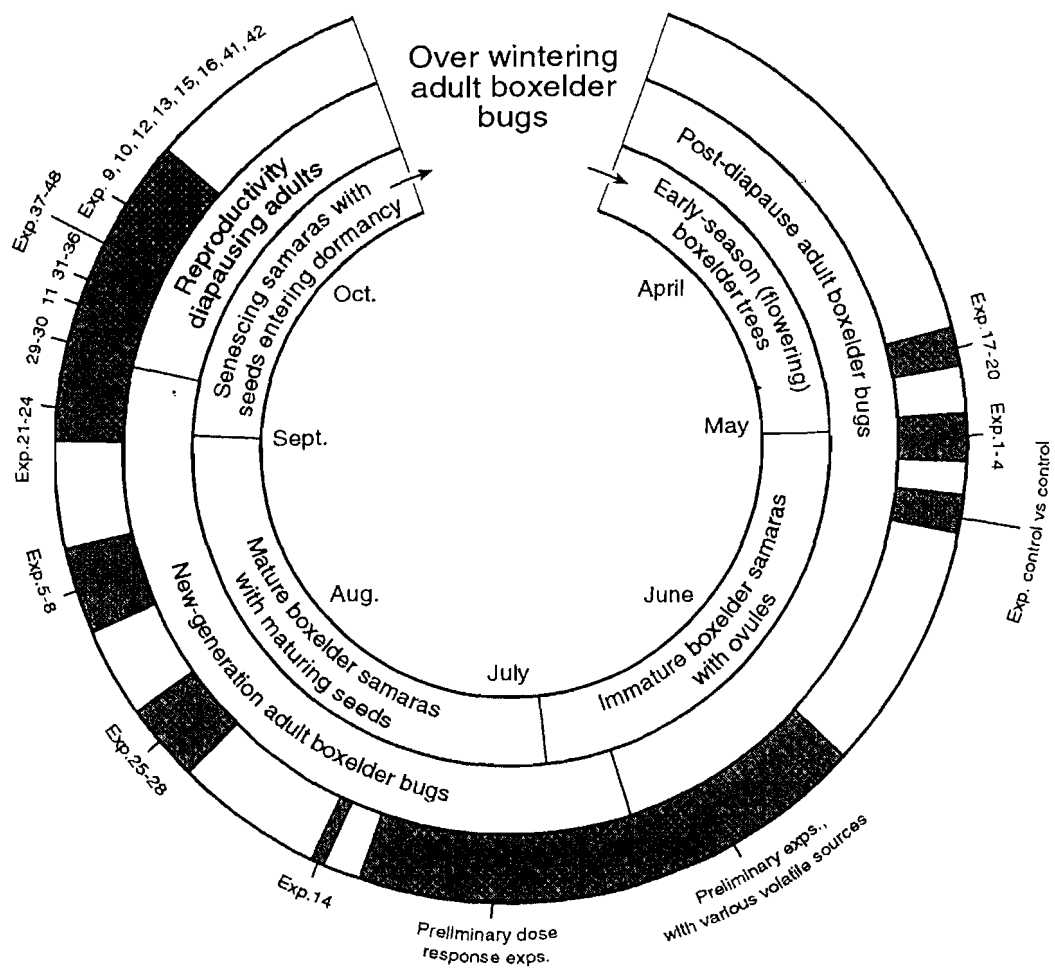 Over wintering
adult boxelder
bugs
Post-diapause adult boxelder bugs
Early-season (flowering)
boxelder trees
April
May
June
July
Aug.
Sept.
Oct.
Exp.17-20
Exp.1-4
Exp. control vs control
Immature boxelder samaras
with ovules
Preliminary exps.,
with various volatile sources
Preliminary dose
response exps.
Exp.14
Mature boxelder samaras
with maturing seeds
New-generation adult boxelder bugs
Exp.25-28
Exp.5-8
Exp.21-24
29-30
11
31-36
Exp.37-48
Exp. 9, 10, 12, 13, 15, 16, 41, 42
Reproductivity
diapausing adults
Senescing samaras with
seeds entering dormancy